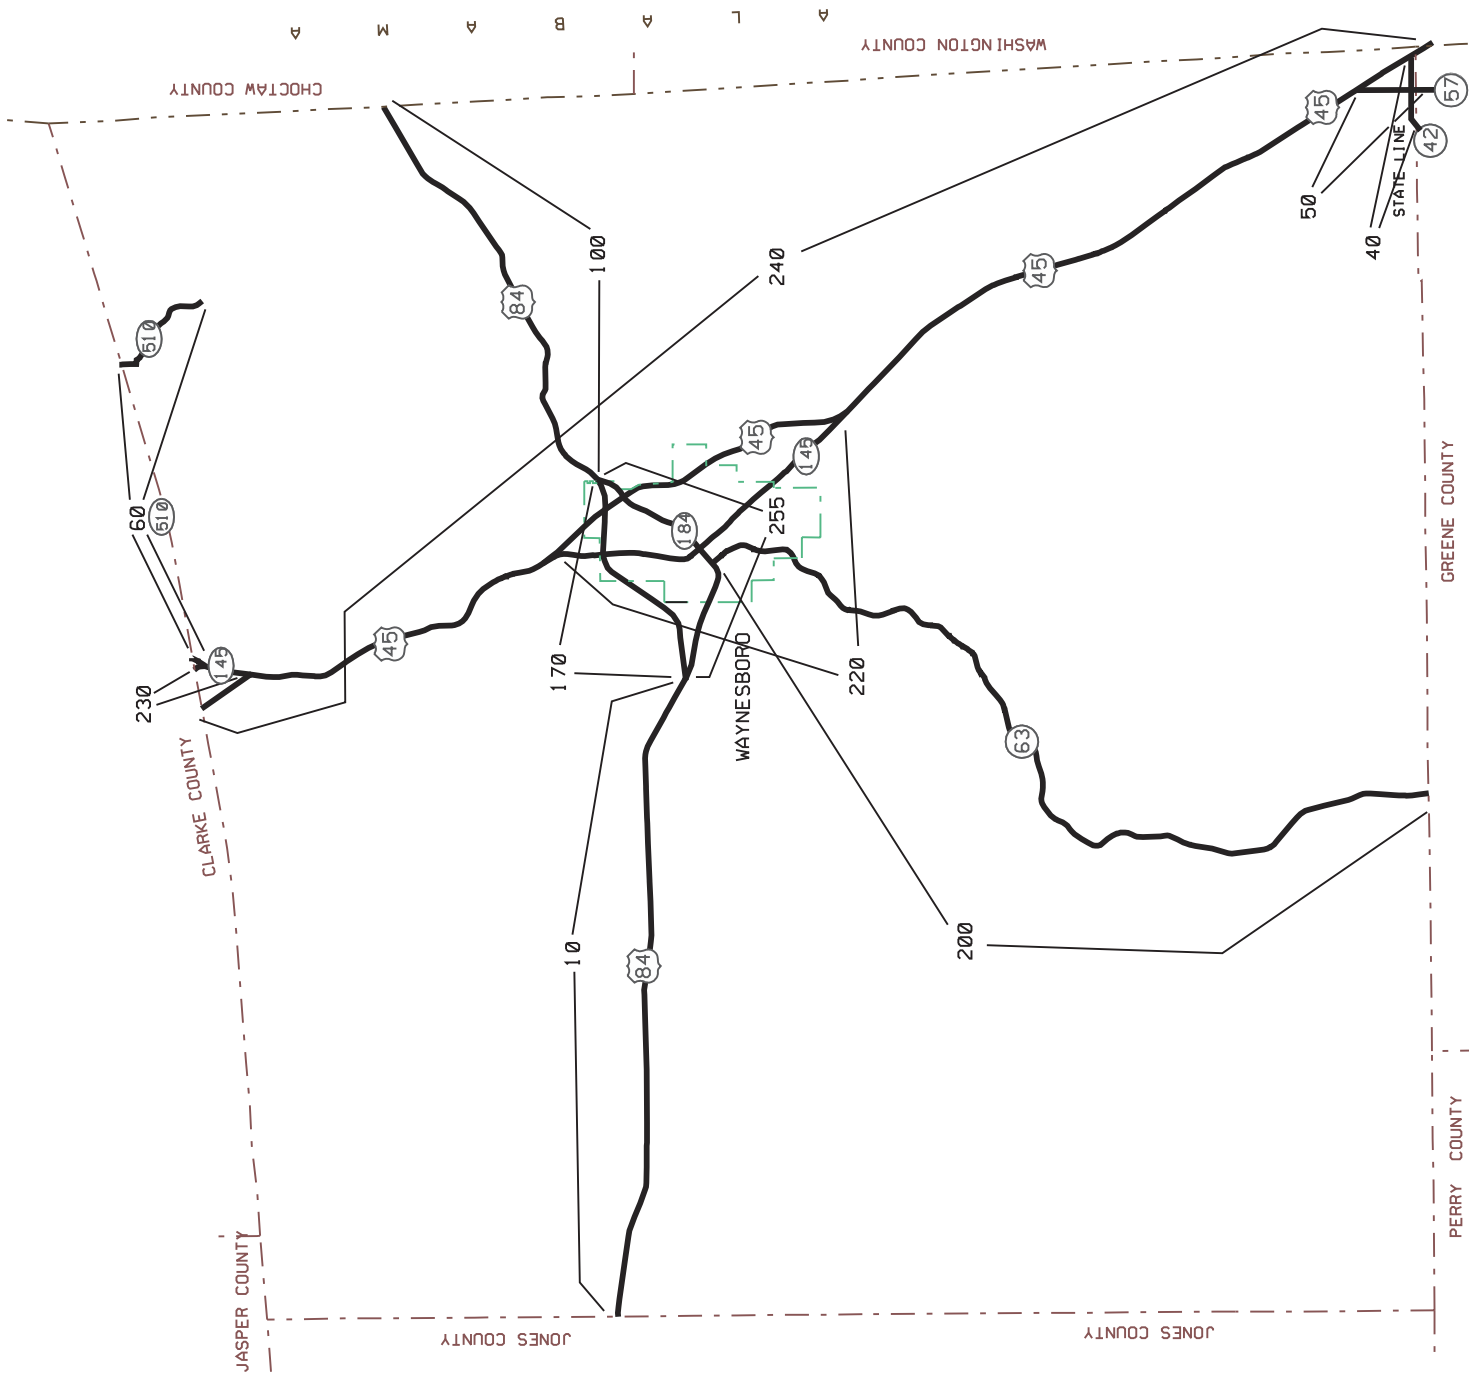 ALABAMA
CHOCTAW COUNTY
WASHINGTON COUNTY
45
57
42
STATE LINE
50
40
100
240
84
45
510
60
510
45
145
255
184
145
230
45
170
220
WAYNESBORO
GREENE COUNTY
63
CLARKE COUNTY
10
84
200
PERRY COUNTY
JASPER COUNTY
JONES COUNTY
JONES COUNTY